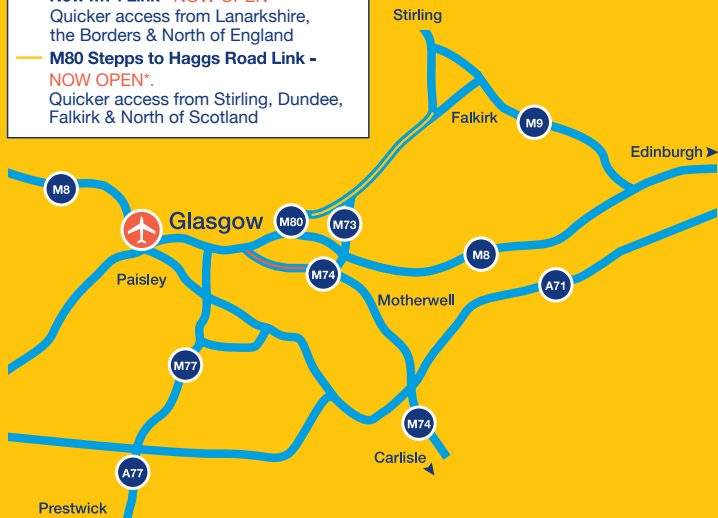 Quicker access from Lanarkshire,
the Borders & North of England
M80 Stepps to Haggs Road Link -
NOW OPEN*.
Quicker access from Stirling, Dundee,
Falkirk & North of Scotland
Stirling
Falkirk
M9
Edinburgh
M8
Glasgow
M80
M73
M8
M74
Paisley
Motherwell
A71
M77
M74
Carlisle
A77
Prestwick